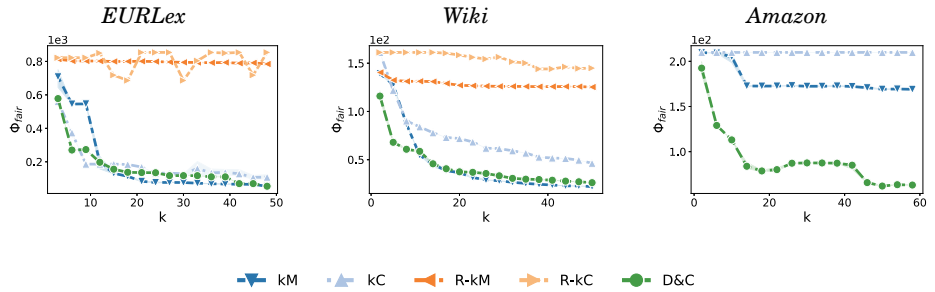 EURLex
Wiki
Amazon
1e3
1e2
1e2
0.8
0.6
0.4
0.2
Φfair
10 20 30 40 50
k
1.5
1.0
0.5
Φfair
0 20 40
k
2.0
1.5
1.0
Φfair
0 20 40 60
k
kM kC R-kM R-kC D&C